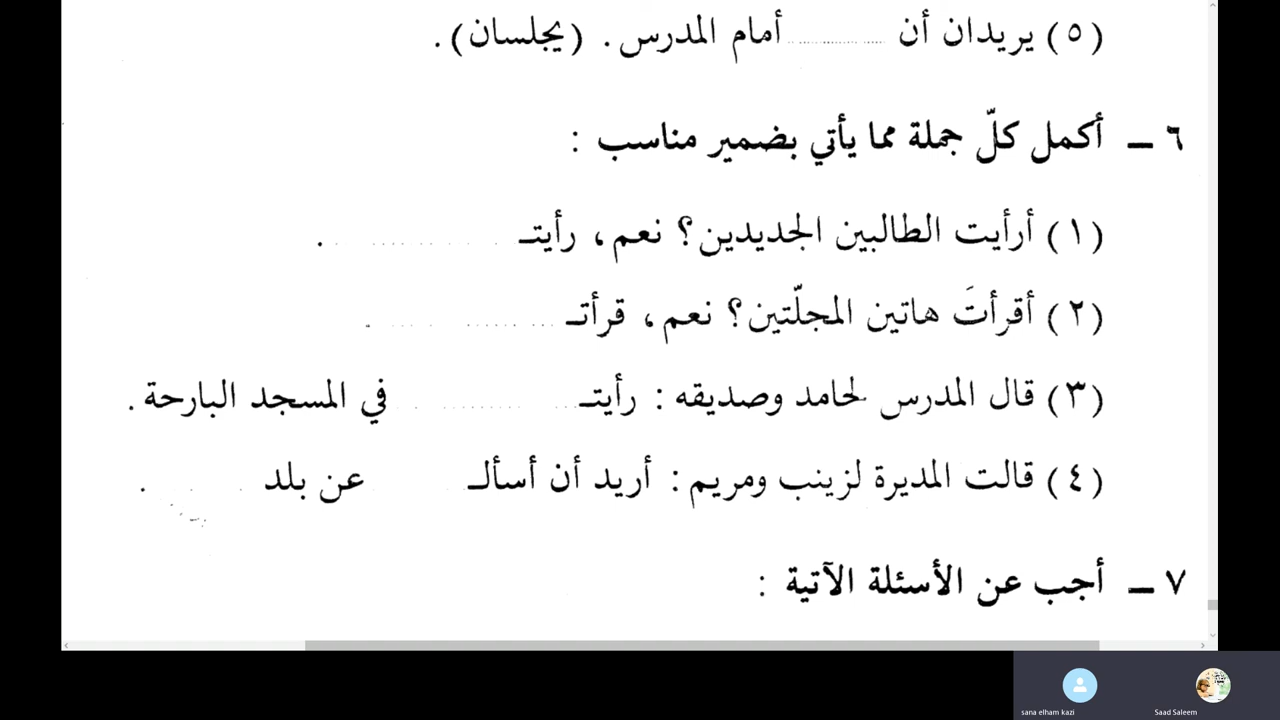 (٥) يريدان أن ............ أمام المدرس. (يجلسان).
٦ ــ أكمل كلّ جملة مما يأتي بضمير مناسب :
(١) أرأيت الطالبين الجديدين؟ نعم، رأيتـ ............ .
(٢) أقرأتَ هاتين المجلّتين؟ نعم، قرأتـ ............ .
(٣) قال المدرس لحامد وصديقه : رأيتـ ............ في المسجد البارحة .
(٤) قالت المديرة لزينب ومريم : أريد أن أسألـ ...... عن بلد ...... .
٧ ــ أجب عن الأسئلة الآتية :
sana elham kazi
Saad Saleem